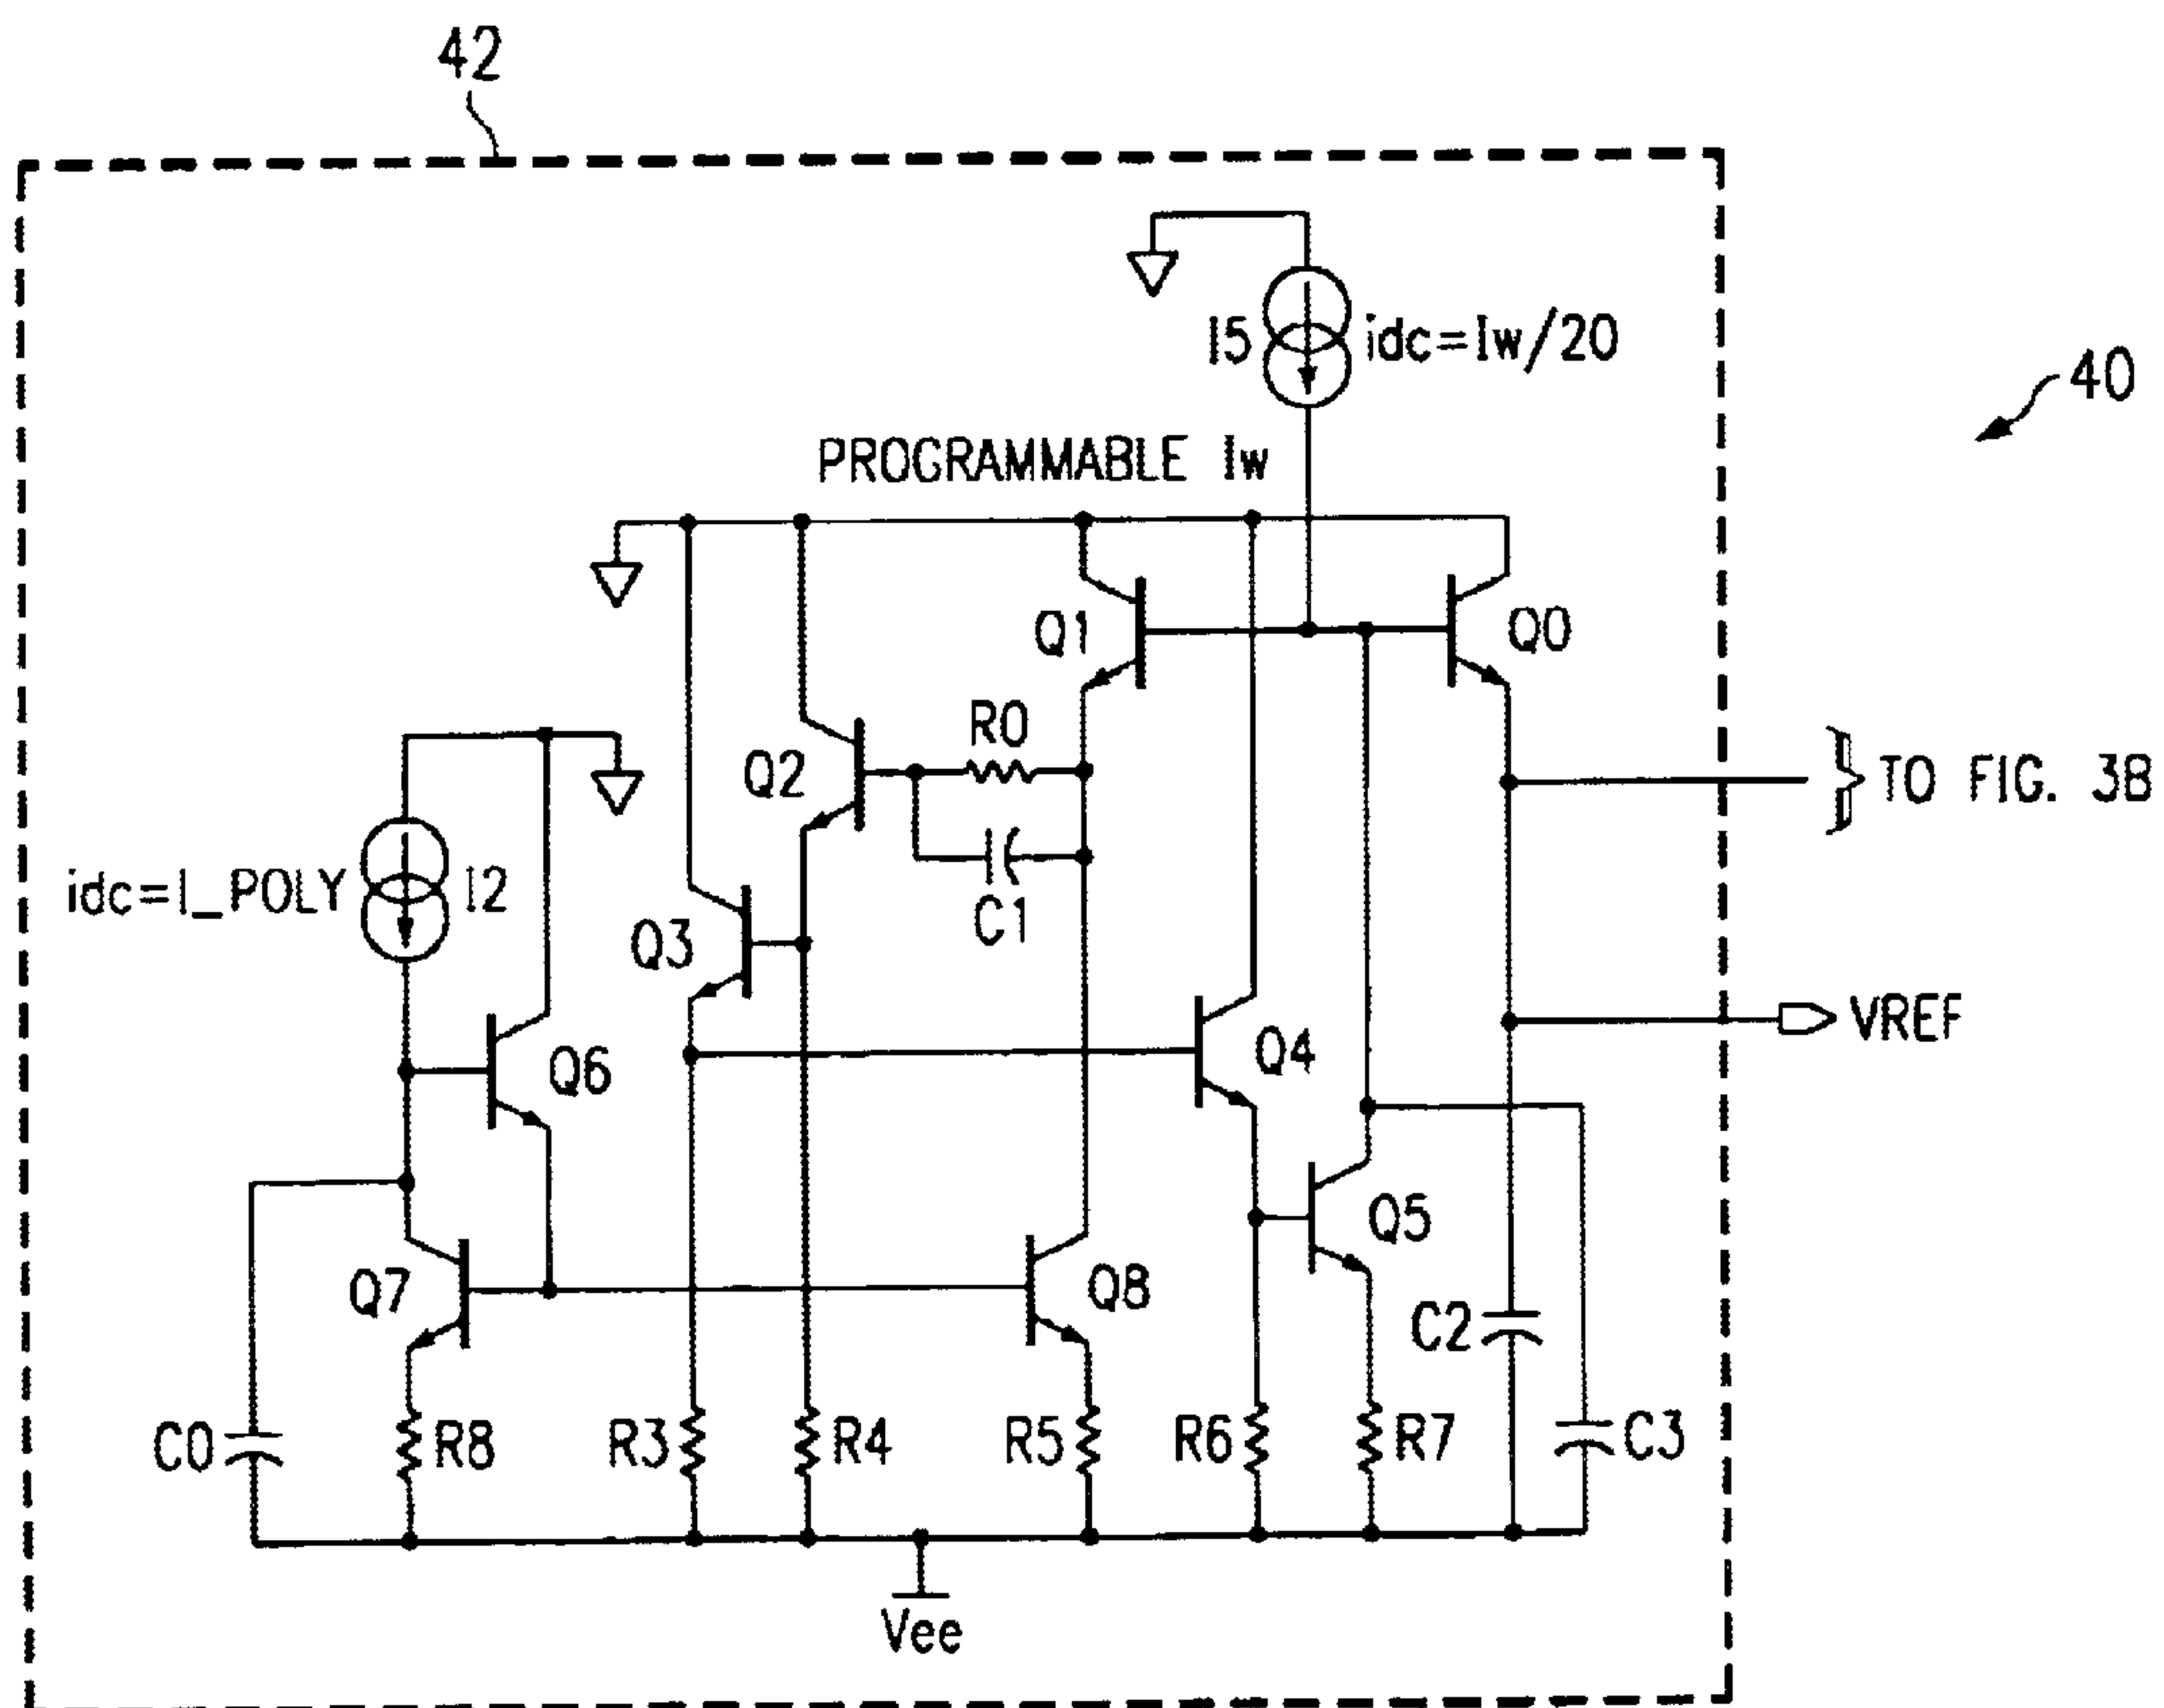 42
I5 idc=Iw/20
40
PROGRAMMABLE Iw
Q1
Q0
R0
Q2
TO FIG. 3B
idc=I_POLY I2
C1
Q3
VREF
Q4
Q6
Q5
Q7
Q8
C2
C0
R8
R3
R4
R5
R6
R7
C3
Vee